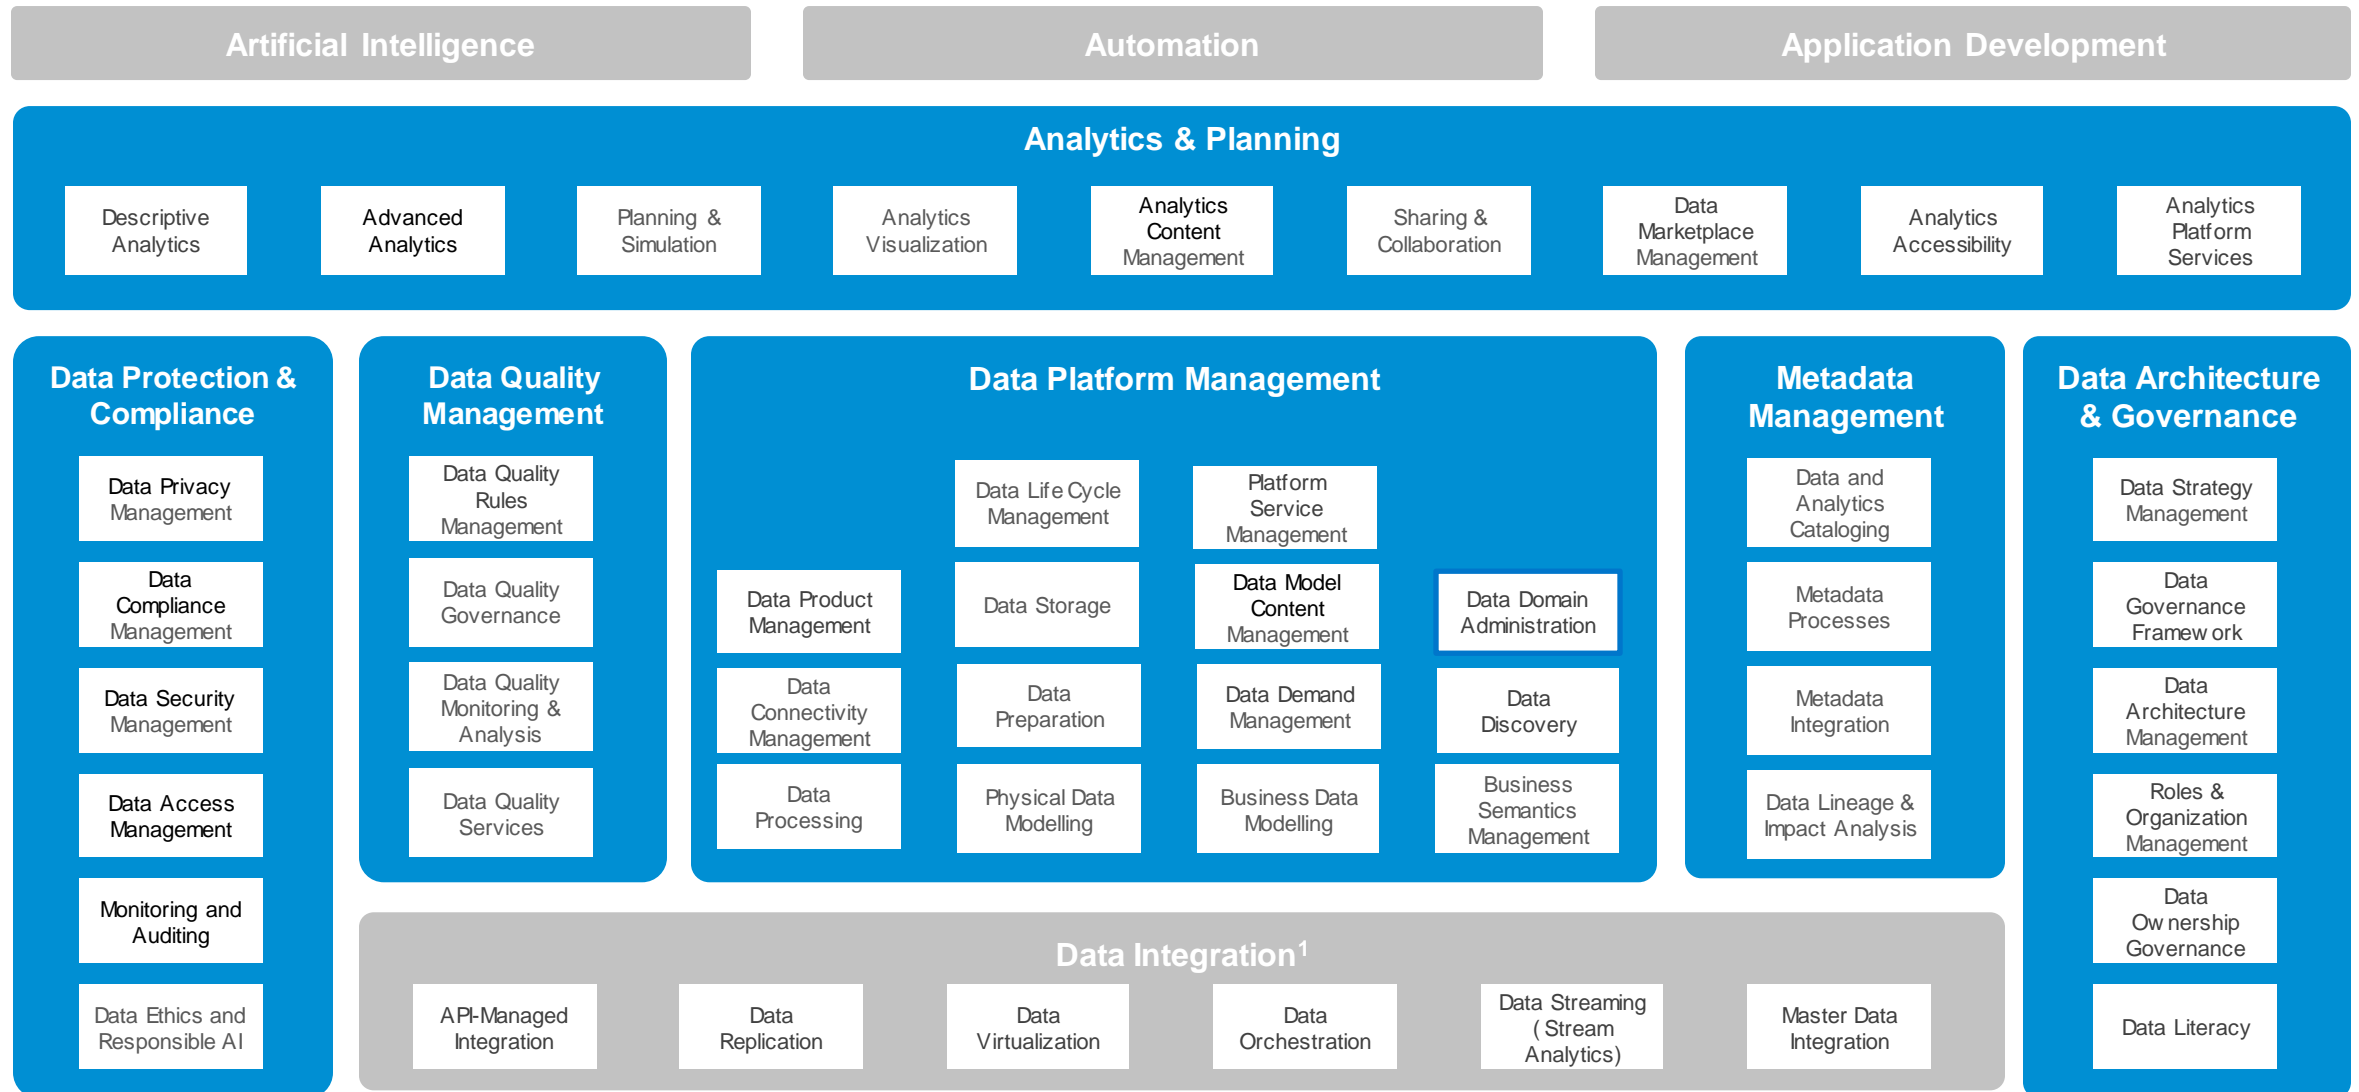 Artificial Intelligence
Automation
Application Development
Analytics & Planning
Descriptive
Analytics
Advanced
Analytics
Planning &
Simulation
Analytics
Visualization
Analytics
Content
Management
Sharing &
Collaboration
Data
Marketplace
Management
Analytics
Accessibility
Analytics
Platform
Services
Data Protection &
Compliance
Data Privacy
Management
Data
Compliance
Management
Data Security
Management
Data Access
Management
Monitoring and
Auditing
Data Ethics and
Responsible AI
Data Quality
Management
Data Quality
Rules
Management
Data Quality
Governance
Data Quality
Monitoring &
Analysis
Data Quality
Services
Data Platform Management
Data Life Cycle
Management
Platform
Service
Management
Data Product
Management
Data Storage
Data Model
Content
Management
Data Domain
Administration
Data
Connectivity
Management
Data
Preparation
Data Demand
Management
Data
Discovery
Data
Processing
Physical Data
Modelling
Business Data
Modelling
Business
Semantics
Management
Metadata
Management
Data and
Analytics
Cataloging
Metadata
Processes
Metadata
Integration
Data Lineage &
Impact Analysis
Data Architecture
& Governance
Data Strategy
Management
Data
Governance
Framework
Data
Architecture
Management
Roles &
Organization
Management
Data
Ownership
Governance
Data Literacy
Data Integration¹
API-Managed
Integration
Data
Replication
Data
Virtualization
Data
Orchestration
Data Streaming
(Stream
Analytics)
Master Data
Integration